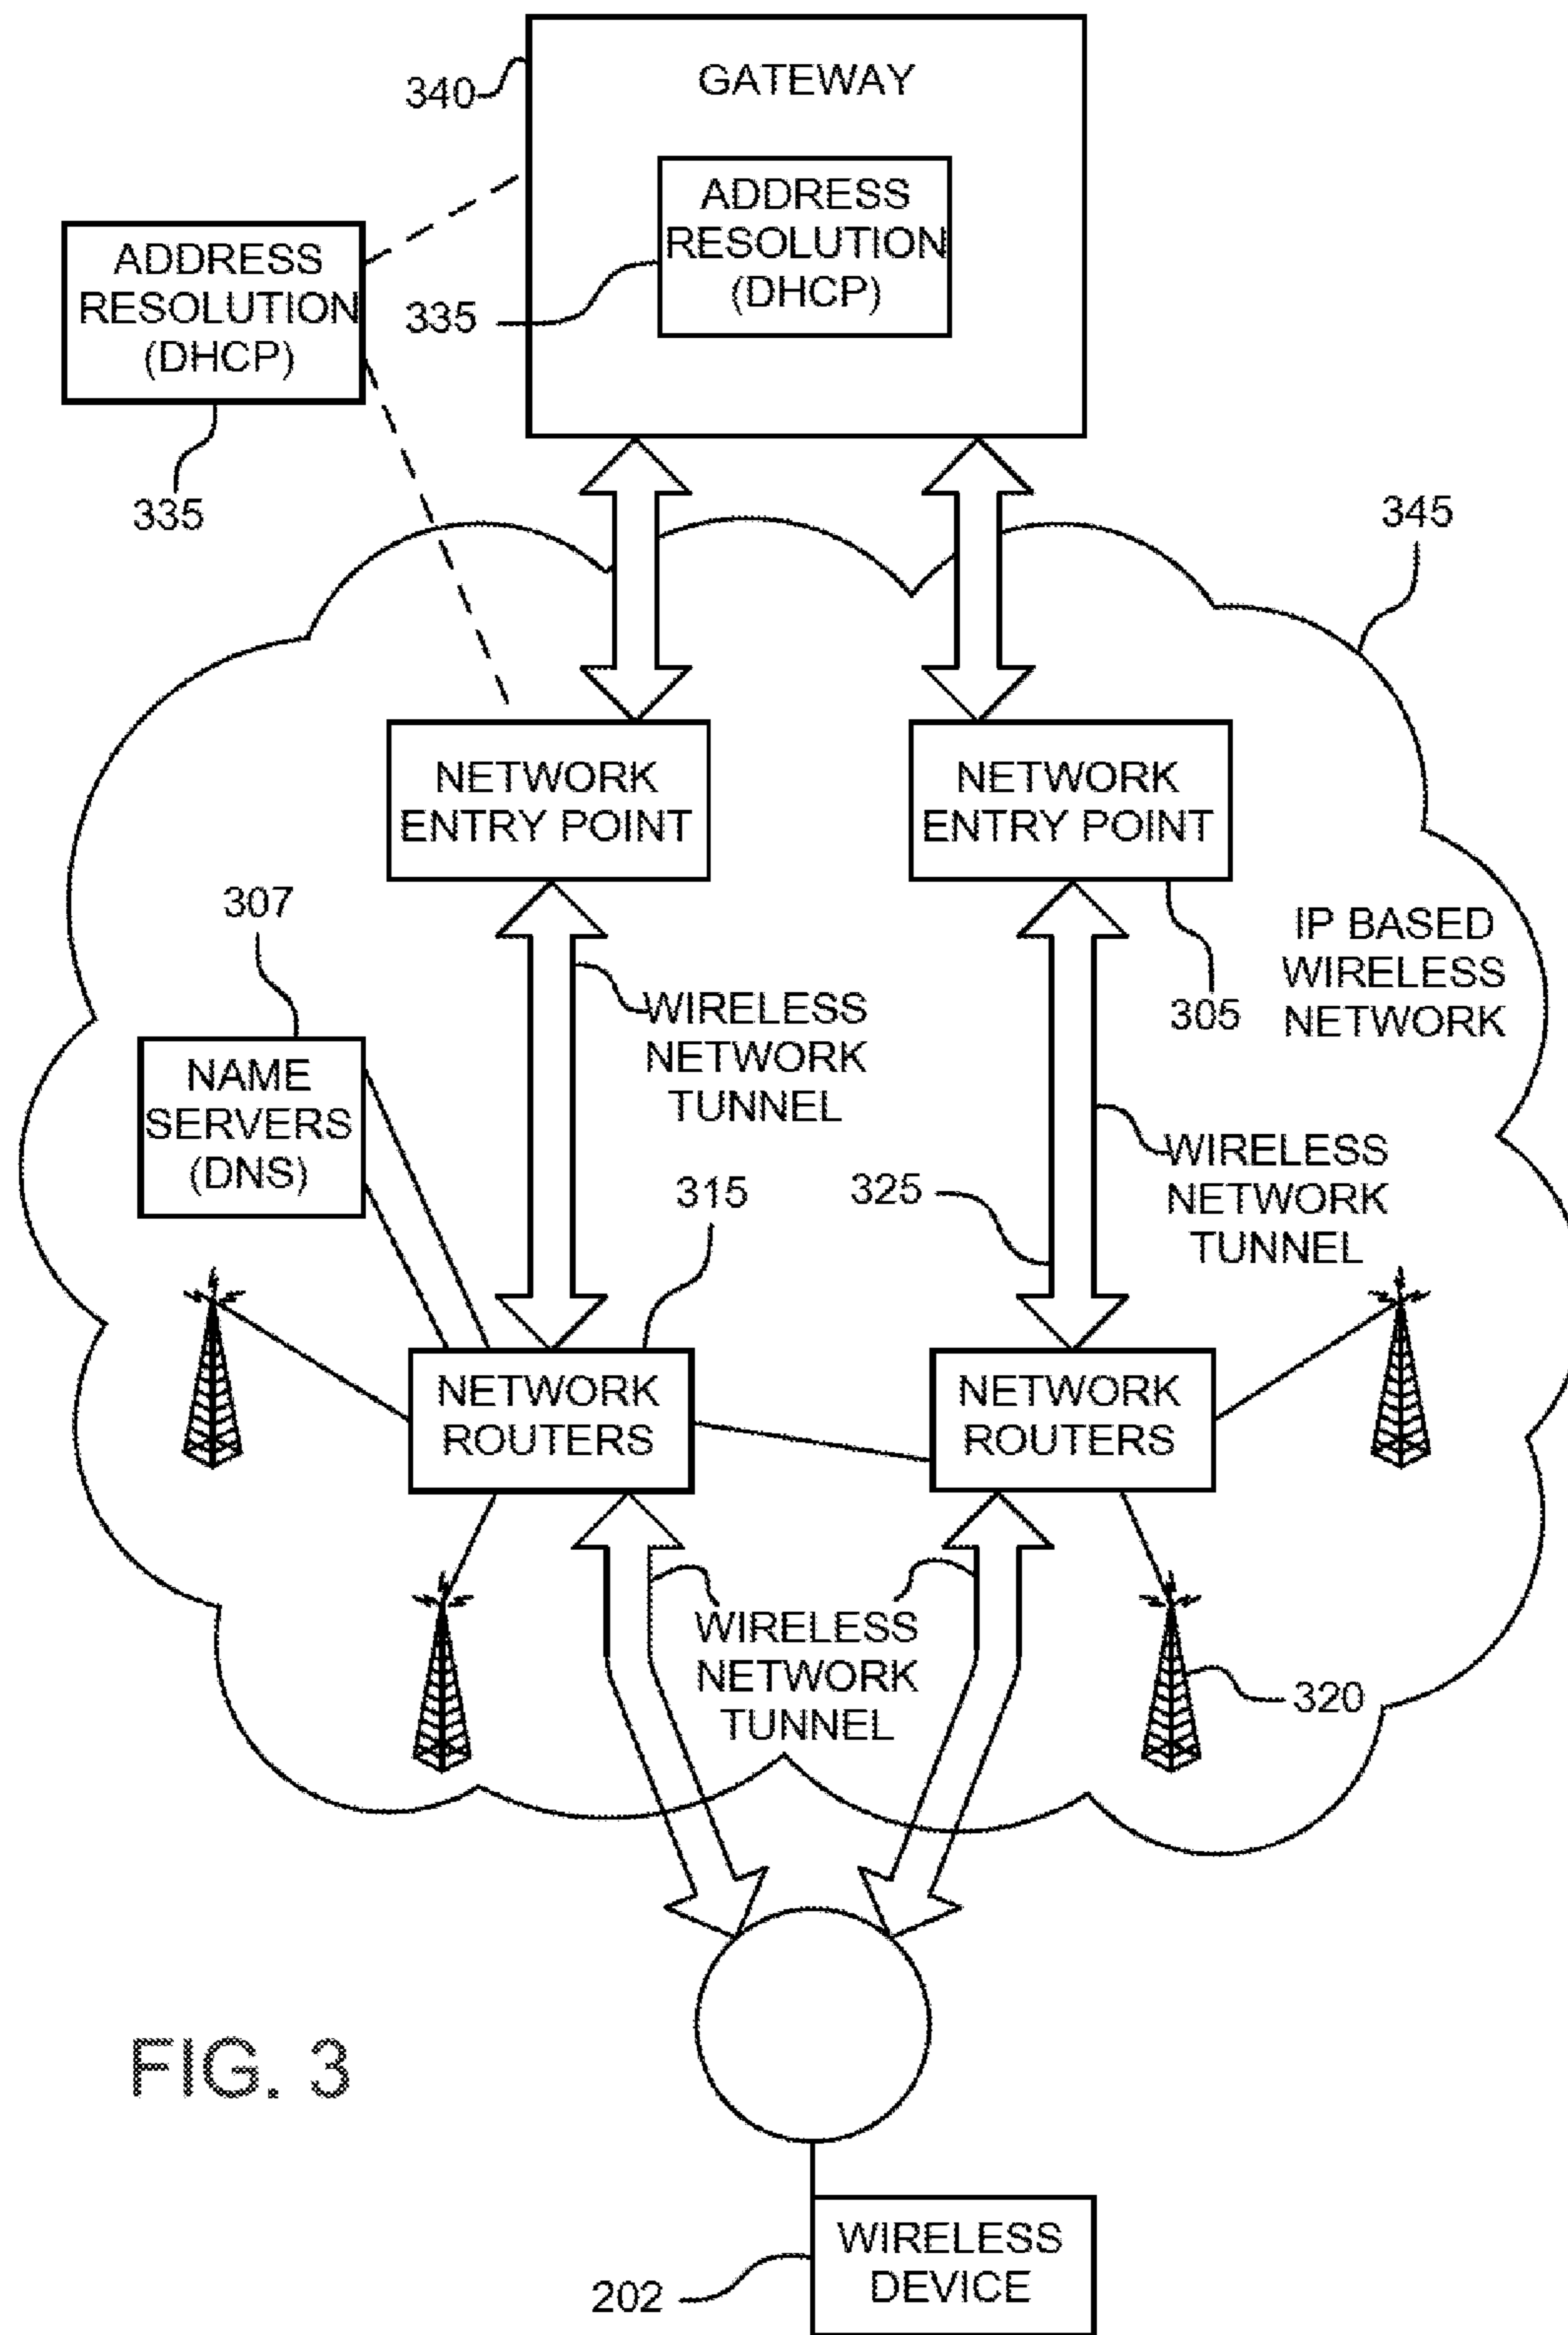 GATEWAY
340
ADDRESS
RESOLUTION
(DHCP)
335
ADDRESS
RESOLUTION
(DHCP)
335
345
NETWORK
ENTRY POINT
NETWORK
ENTRY POINT
305
IP BASED
WIRELESS
NETWORK
307
NAME
SERVERS
(DNS)
WIRELESS
NETWORK
TUNNEL
WIRELESS
NETWORK
TUNNEL
315
325
NETWORK
ROUTERS
NETWORK
ROUTERS
WIRELESS
NETWORK
TUNNEL
320
FIG. 3
WIRELESS
DEVICE
202